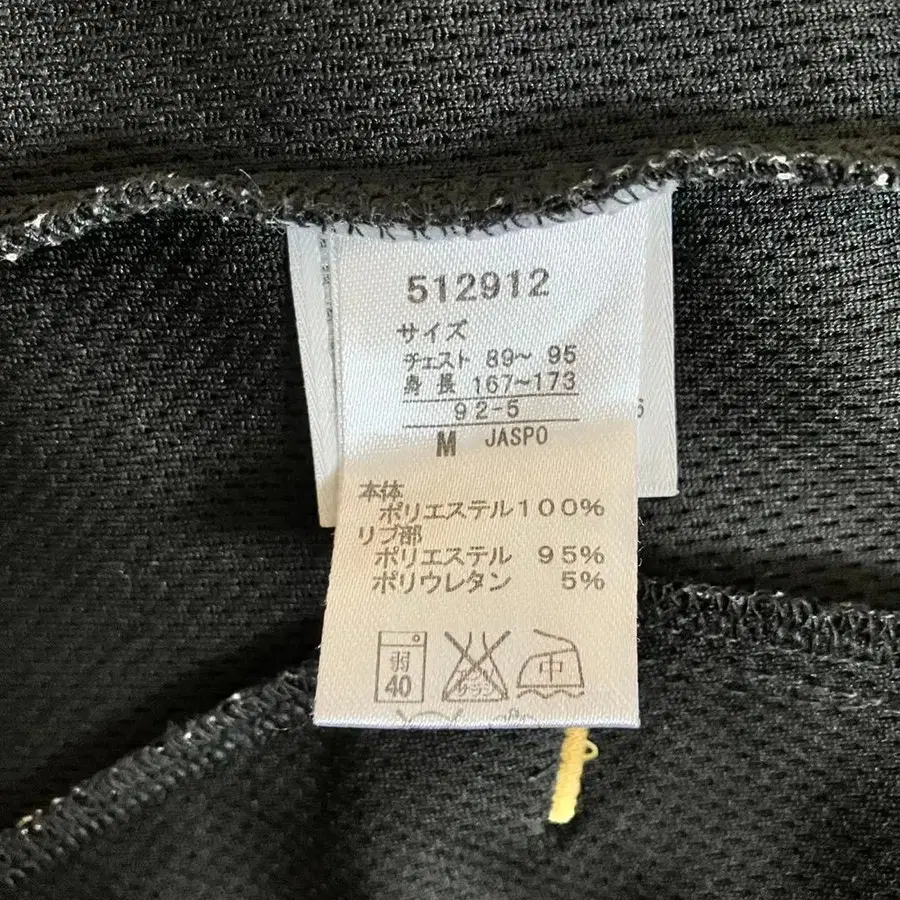 512912
サイズ
チェスト 89～ 95
身長 167～173
92-5
M JASPO
本体
ポリエステル100%
リブ部
ポリエステル 95%
ポリウレタン 5%
弱
40
中